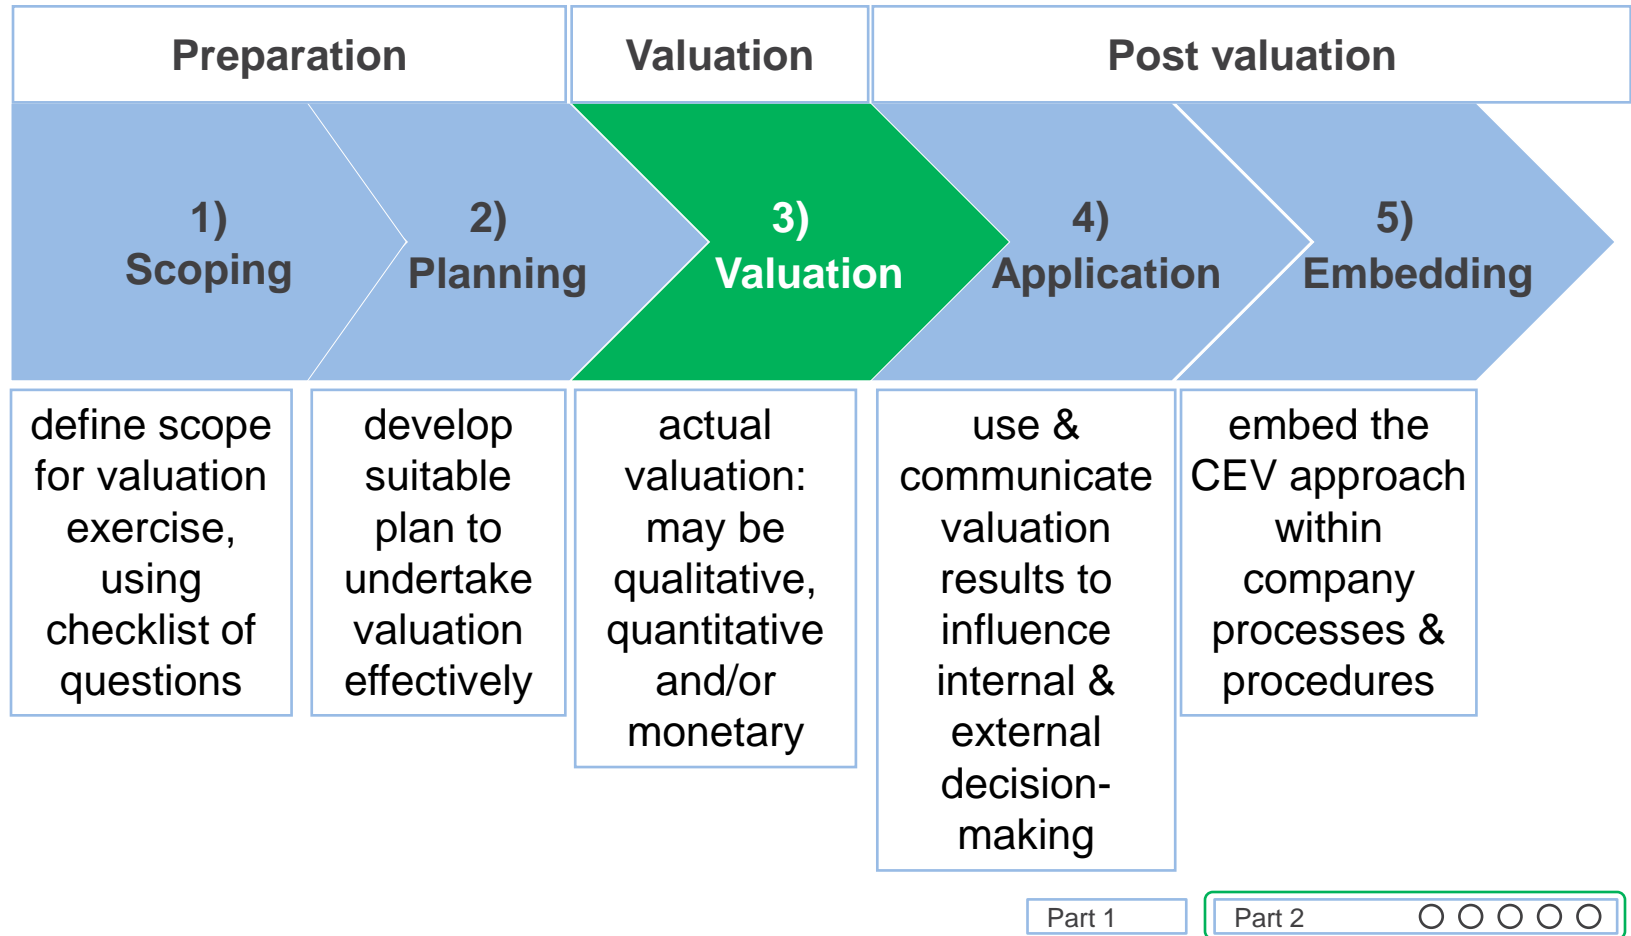 Preparation
Valuation
Post valuation
1)
Scoping
2)
Planning
3)
Valuation
4)
Application
5)
Embedding
define scope
for valuation
exercise,
using
checklist of
questions
develop
suitable
plan to
undertake
valuation
effectively
actual
valuation:
may be
qualitative,
quantitative
and/or
monetary
use &
communicate
valuation
results to
influence
internal &
external
decision-
making
embed the
CEV approach
within
company
processes &
procedures
Part 1
Part 2